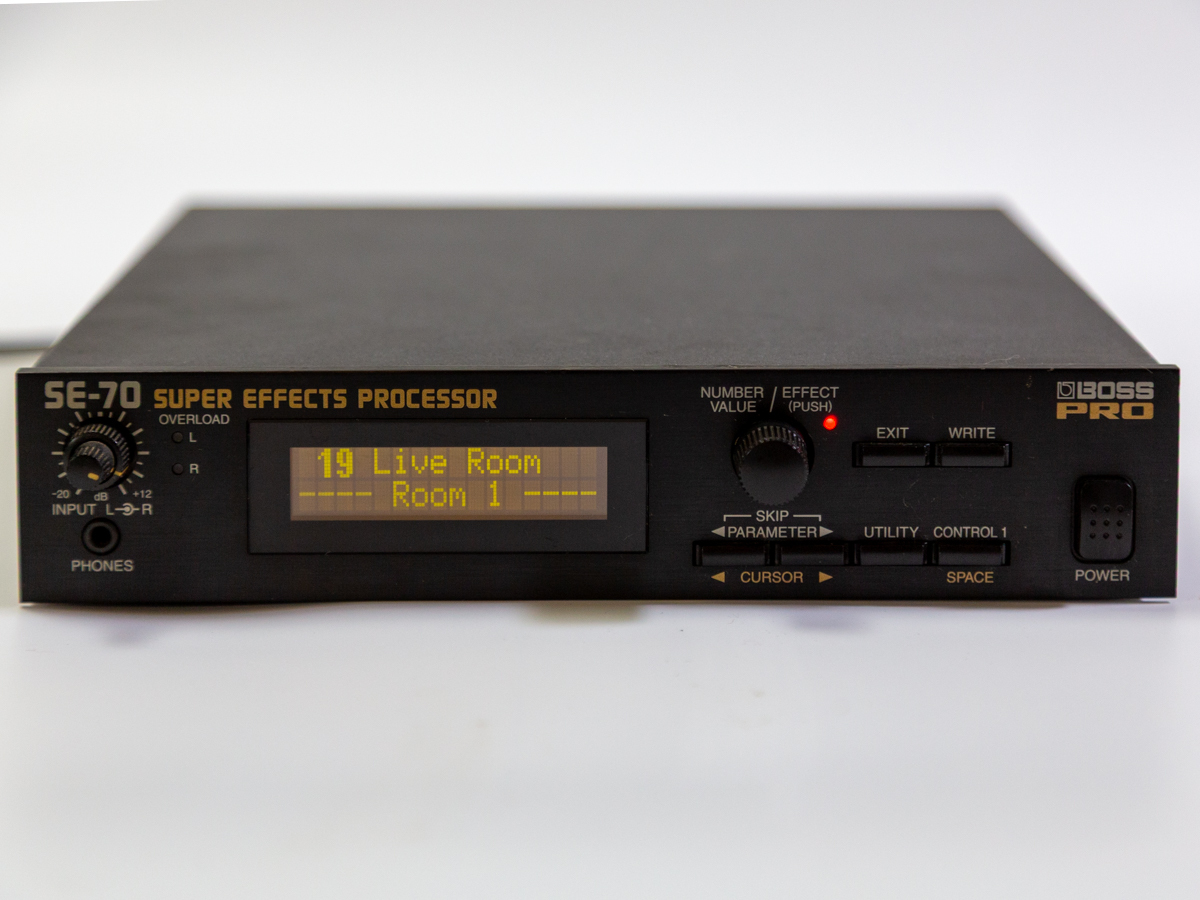 SE-70 SUPER EFFECTS PROCESSOR
OVERLOAD
L
R
-20 dB +12
INPUT L R
PHONES
19 Live Room
---- Room 1 ----
NUMBER / EFFECT
VALUE (PUSH)
EXIT WRITE
SKIP
PARAMETER
UTILITY CONTROL 1
CURSOR
SPACE
BOSS
PRO
POWER